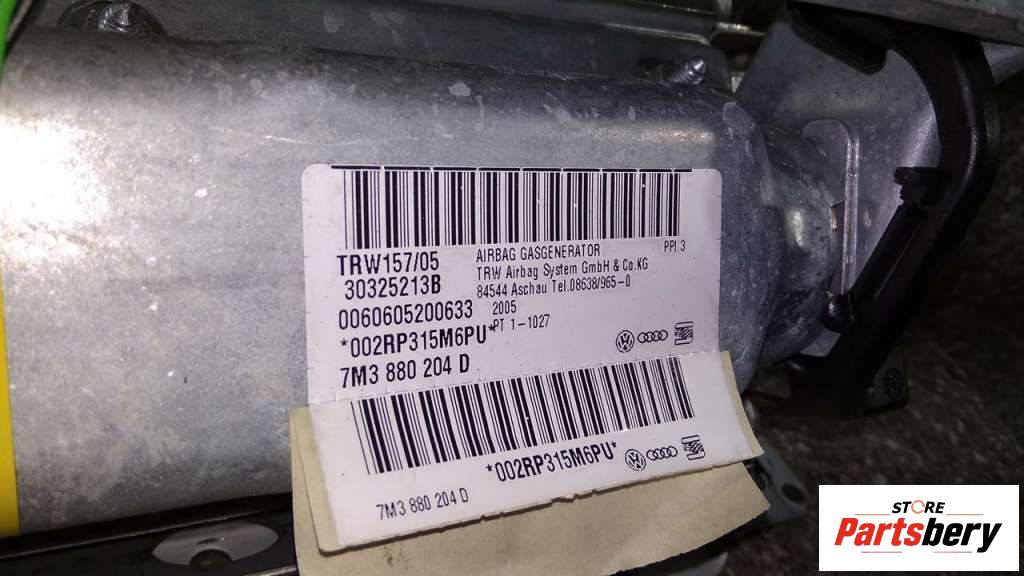 TRW157/05
30325213B
0060605200633
*002RP315M6PU*
7M3 880 204 D
AIRBAG GASGENERATOR PPI 3
TRW Airbag System GmbH & Co.KG
84544 Aschau Tel.08638/965-0
2005
PT 1-1027
*002RP315M6PU*
7M3 880 204 D
STORE
Partsbery